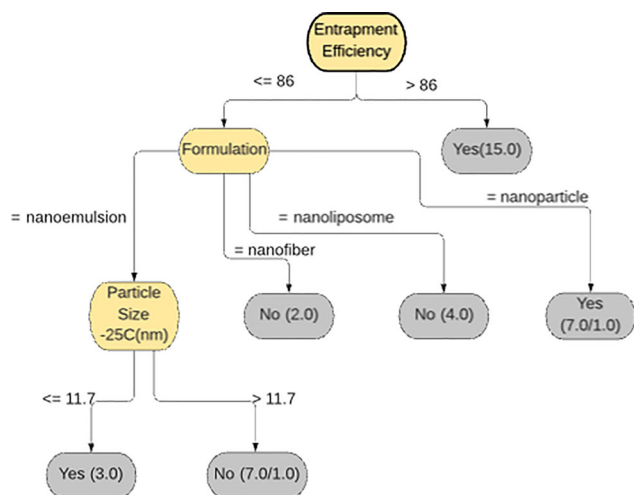 Entrapment
Efficiency
<= 86
> 86
Formulation
Yes(15.0)
= nanoemulsion
= nanofiber
= nanoliposome
= nanoparticle
Particle
Size
-25C(nm)
No (2.0)
No (4.0)
Yes
(7.0/1.0)
<= 11.7
> 11.7
Yes (3.0)
No (7.0/1.0)